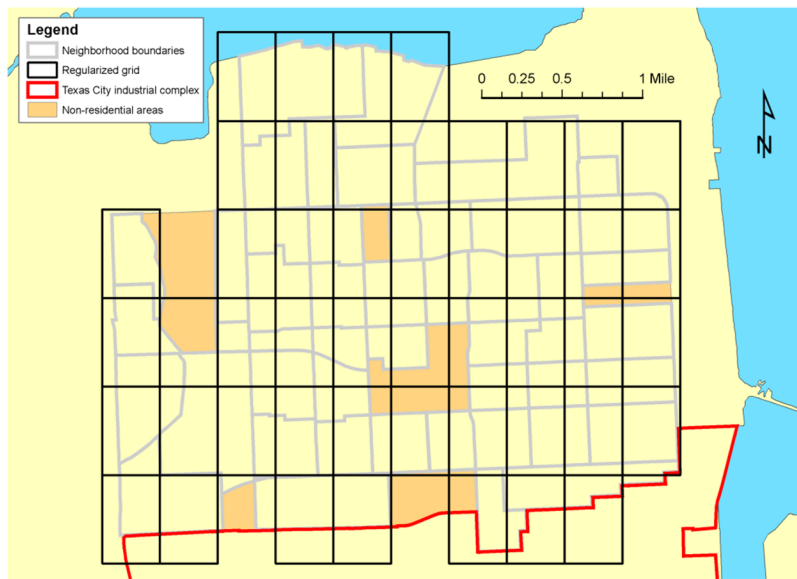 Legend
Neighborhood boundaries
Regularized grid
Texas City industrial complex
Non-residential areas
0 0.25 0.5 1 Mile
N